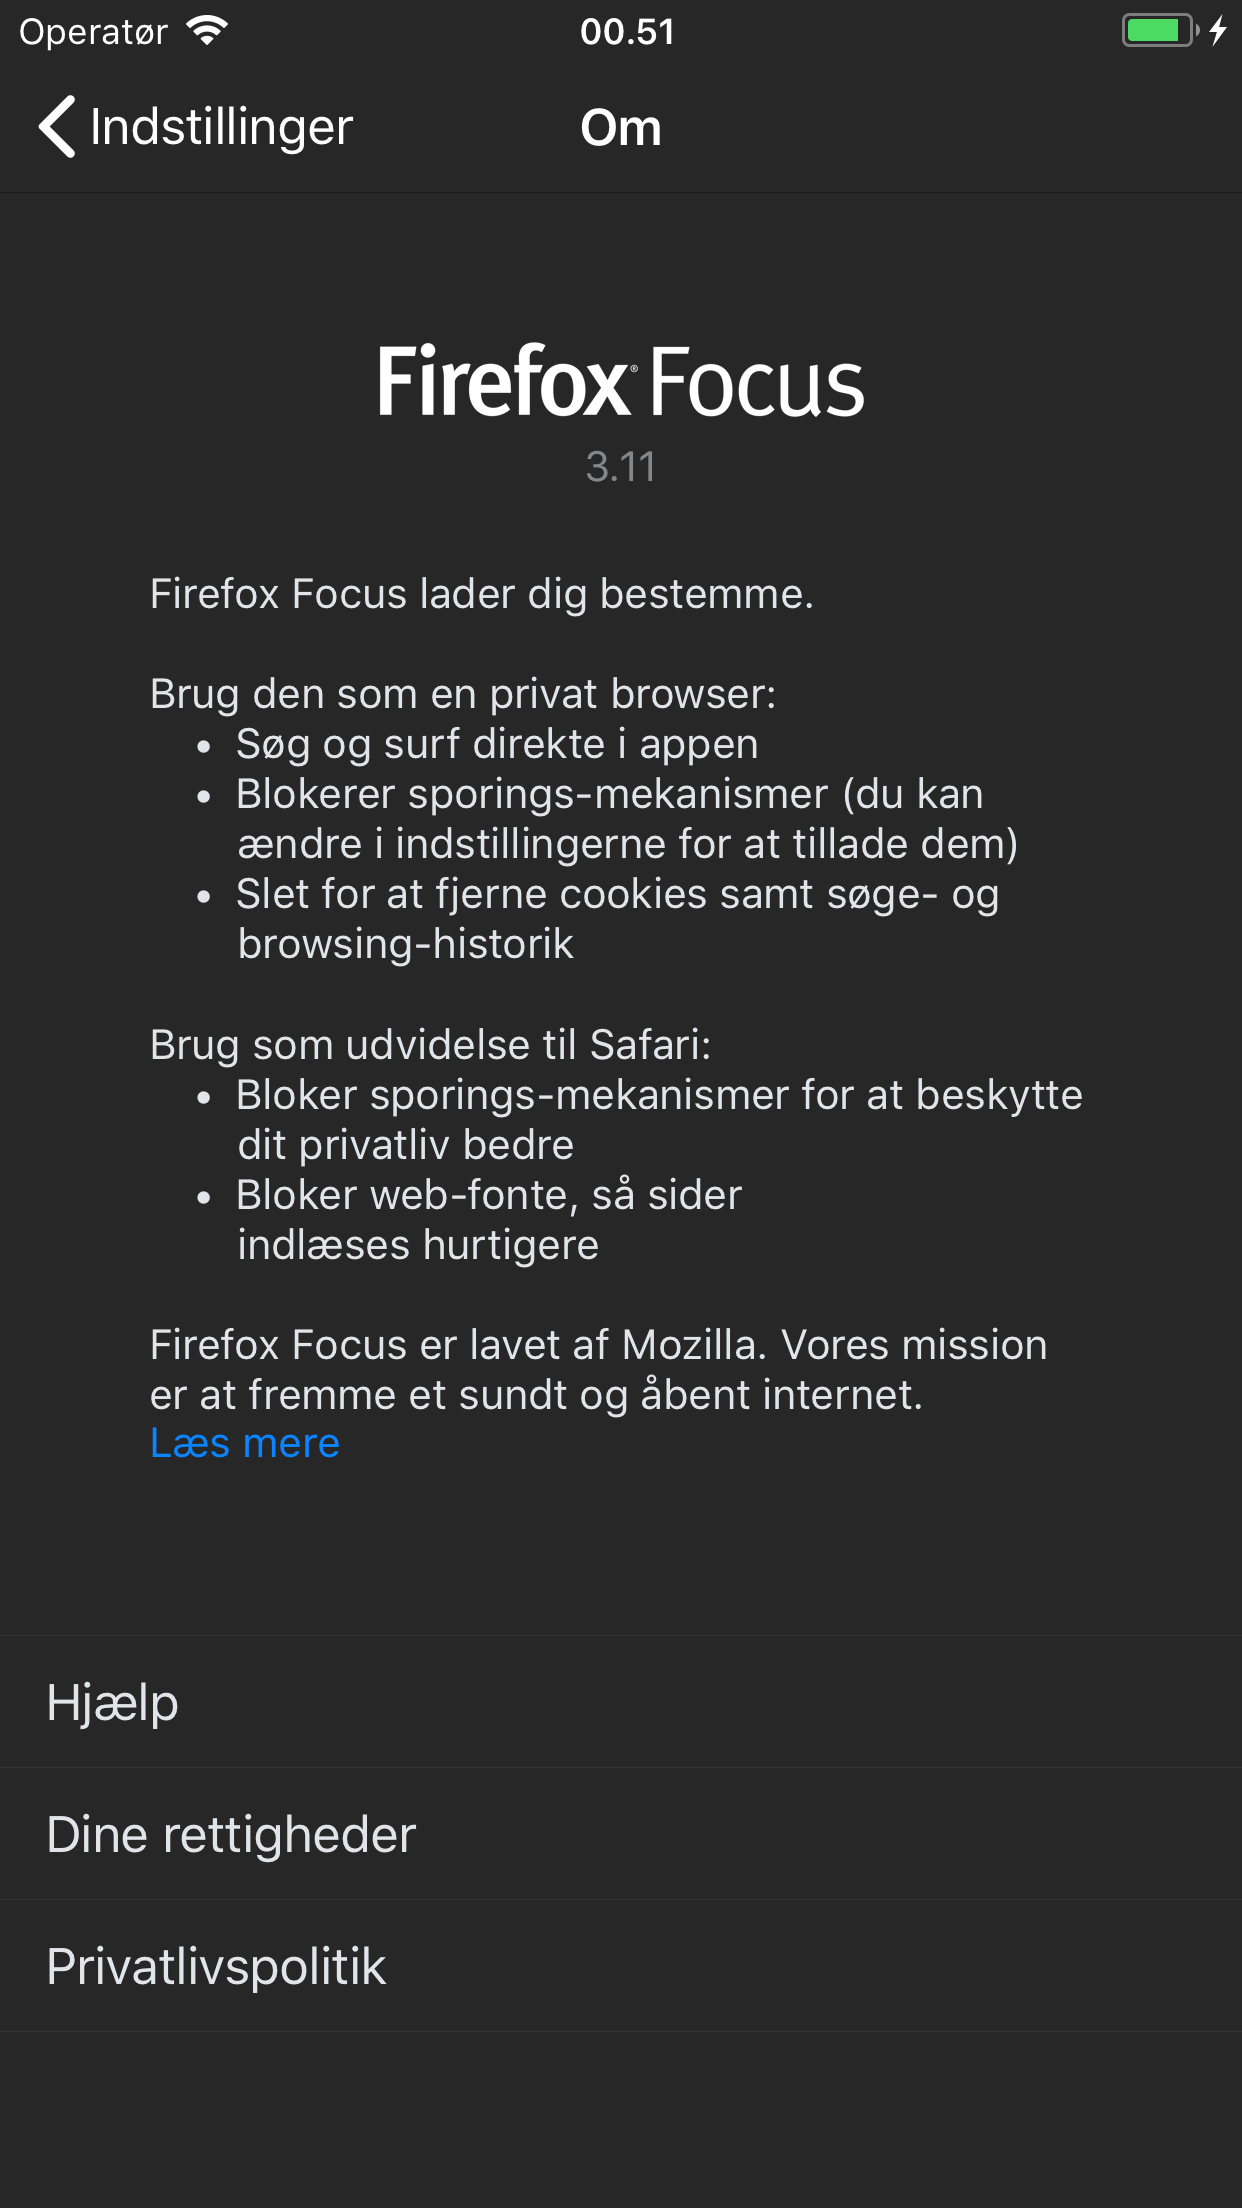 Operatør
00.51
Indstillinger
Om
Firefox® Focus
3.11
Firefox Focus lader dig bestemme.
Brug den som en privat browser:
• Søg og surf direkte i appen
• Blokerer sporings-mekanismer (du kan
ændre i indstillingerne for at tillade dem)
• Slet for at fjerne cookies samt søge- og
browsing-historik
Brug som udvidelse til Safari:
• Bloker sporings-mekanismer for at beskytte
dit privatliv bedre
• Bloker web-fonte, så sider
indlæses hurtigere
Firefox Focus er lavet af Mozilla. Vores mission
er at fremme et sundt og åbent internet.
Læs mere
Hjælp
Dine rettigheder
Privatlivspolitik